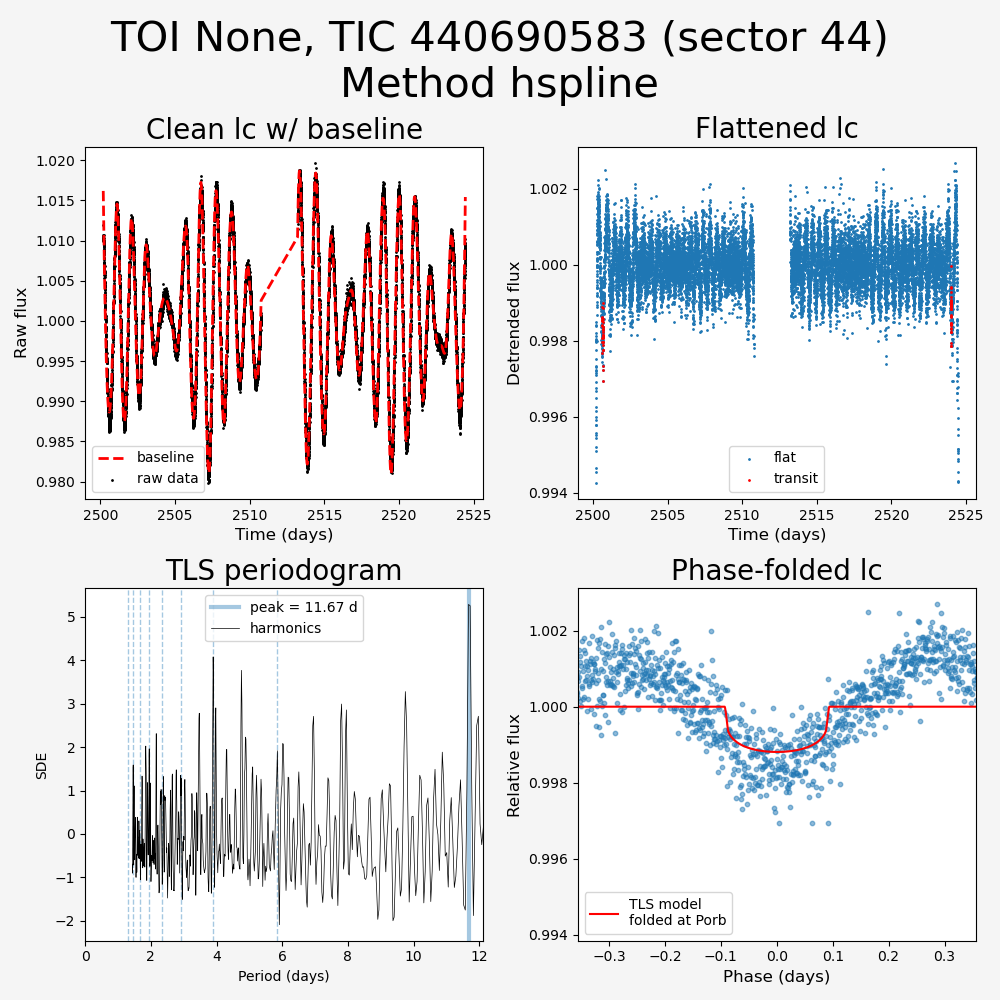 TOI None, TIC 440690583 (sector 44)
Method hspline
Clean lc w/ baseline
Raw flux
1.020
1.015
1.010
1.005
1.000
0.995
0.990
0.985
0.980
baseline
raw data
2500
2505
2510
2515
2520
2525
Time (days)
Flattened lc
Detrended flux
1.002
1.000
0.998
0.996
0.994
flat
transit
2500
2505
2510
2515
2520
2525
Time (days)
TLS periodogram
SDE
5
4
3
2
1
0
−1
−2
peak = 11.67 d
harmonics
0
2
4
6
8
10
12
Period (days)
Phase-folded lc
Relative flux
1.002
1.000
0.998
0.996
0.994
TLS model
folded at Porb
−0.3
−0.2
−0.1
0.0
0.1
0.2
0.3
Phase (days)